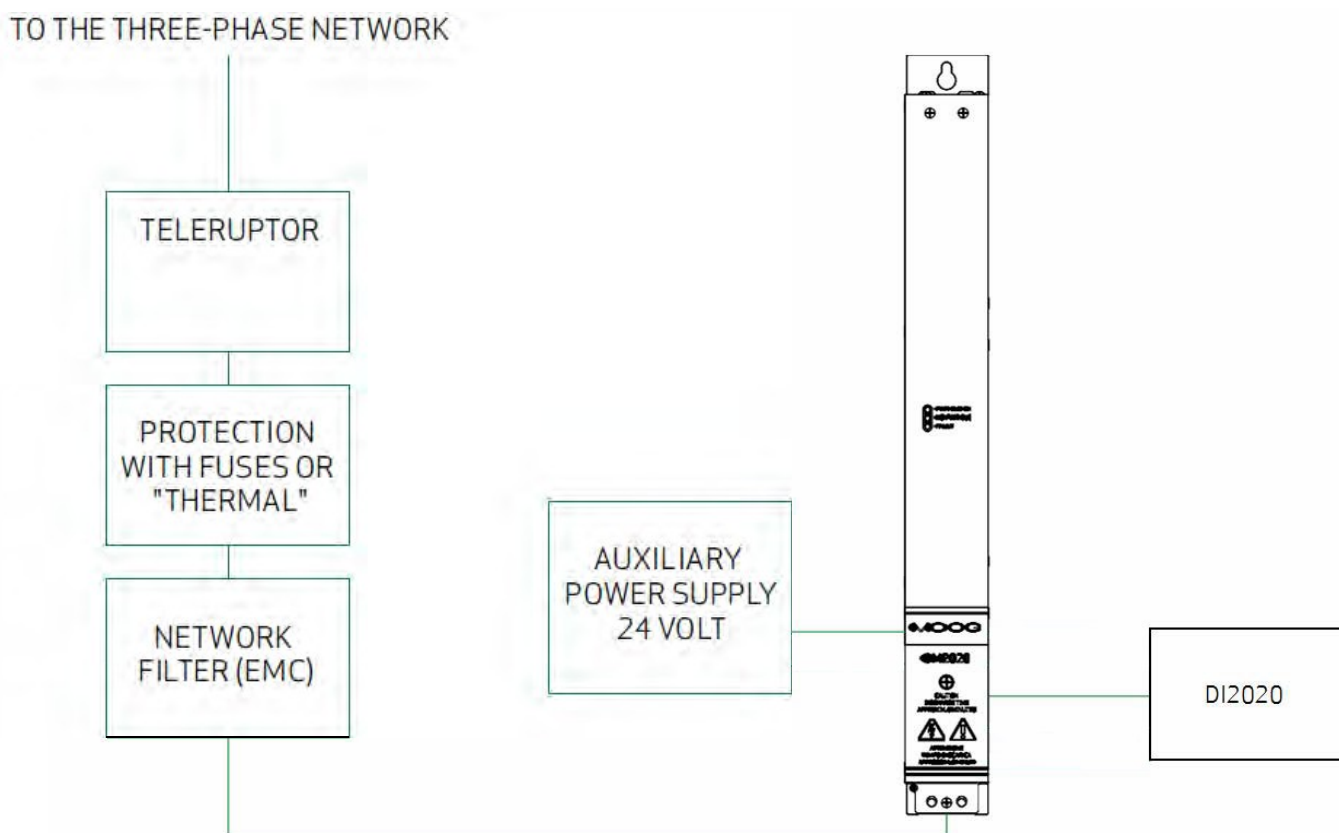 TO THE THREE-PHASE NETWORK
TELERUPTOR
PROTECTION
WITH FUSES OR
"THERMAL"
NETWORK
FILTER (EMC)
AUXILIARY
POWER SUPPLY
24 VOLT
MOOG
DI2020